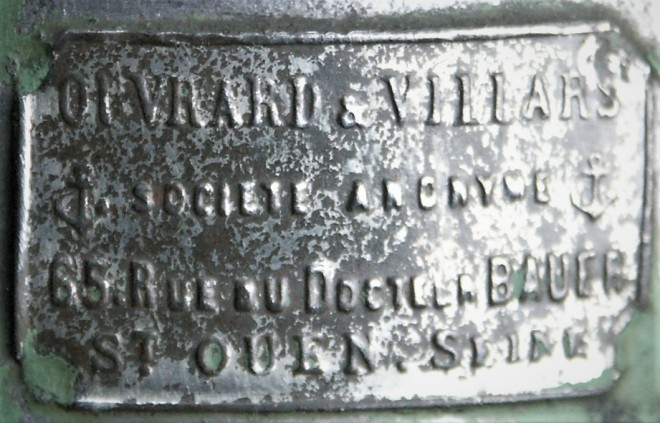 OUVRARD & VILLARS
SOCIETE ANONYME
65. RUE DU DOCTEUR BAUER
ST OUEN. SEINE